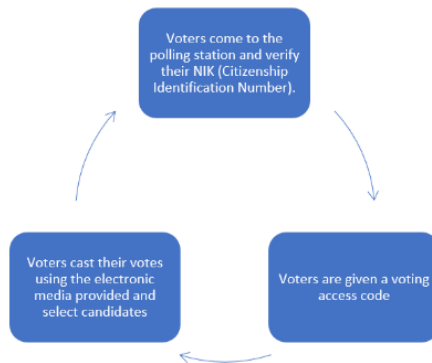 Voters come to the
polling station and verify
their NIK (Citizenship
Identification Number).
Voters are given a voting
access code
Voters cast their votes
using the electronic
media provided and
select candidates